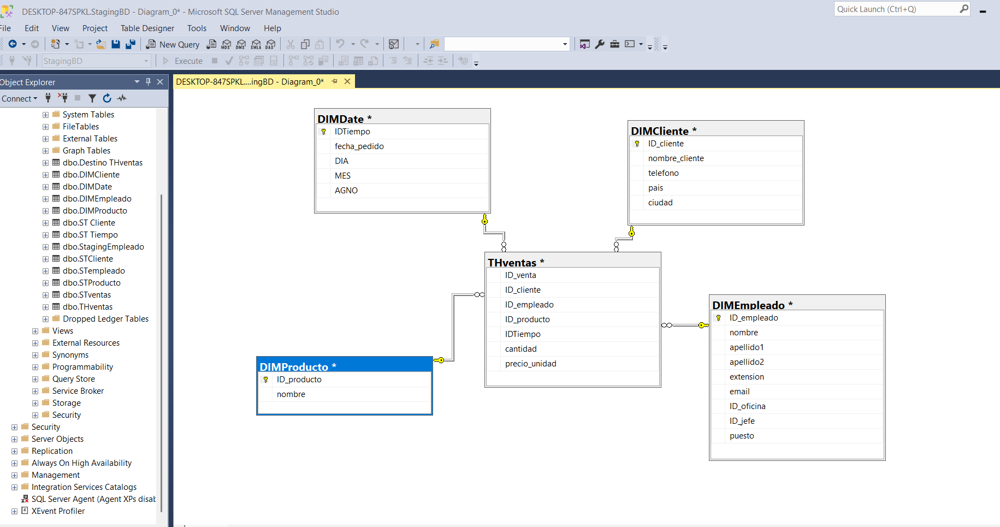 DESKTOP-847SPKL.StagingBD - Diagram_0* - Microsoft SQL Server Management Studio
Quick Launch (Ctrl+Q)
File Edit View Project Table Designer Tools Window Help
New Query MDX DMX XMLA DAX
StagingBD Execute
Object Explorer
DESKTOP-847SPKL....ingBD - Diagram_0*
Connect
System Tables
FileTables
External Tables
Graph Tables
dbo.Destino THventas
dbo.DIMCliente
dbo.DIMDate
dbo.DIMEmpleado
dbo.DIMProducto
dbo.ST Cliente
dbo.ST Tiempo
dbo.StagingEmpleado
dbo.STCliente
dbo.STempleado
dbo.STProducto
dbo.STventas
dbo.THventas
Dropped Ledger Tables
Views
External Resources
Synonyms
Programmability
Query Store
Service Broker
Storage
Security
Security
Server Objects
Replication
Always On High Availability
Management
Integration Services Catalogs
SQL Server Agent (Agent XPs disab
XEvent Profiler
DIMDate *
IDTiempo
fecha_pedido
DIA
MES
AGNO
DIMCliente *
ID_cliente
nombre_cliente
telefono
pais
ciudad
THventas *
ID_venta
ID_cliente
ID_empleado
ID_producto
IDTiempo
cantidad
precio_unidad
DIMProducto *
ID_producto
nombre
DIMEmpleado *
ID_empleado
nombre
apellido1
apellido2
extension
email
ID_oficina
ID_jefe
puesto